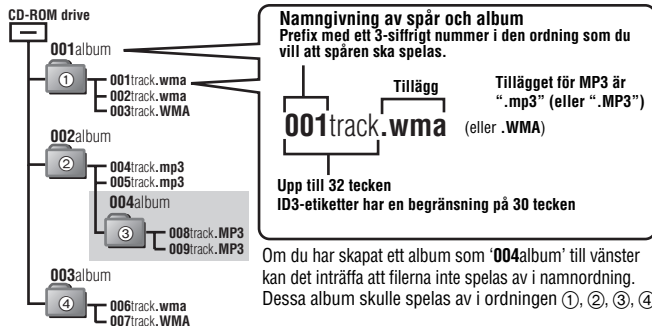 CD-ROM drive
001album
①
001track.wma
002track.wma
003track.WMA
002album
②
004track.mp3
005track.mp3
004album
③
008track.MP3
009track.MP3
003album
④
006track.wma
007track.WMA
Namngivning av spår och album
Prefix med ett 3-siffrigt nummer i den ordning som du
vill att spåren ska spelas.
Tillägg
001track.wma
(eller .WMA)
Tillägget för MP3 är
“.mp3” (eller “.MP3”)
Upp till 32 tecken
ID3-etiketter har en begränsning på 30 tecken
Om du har skapat ett album som ‘004album’ till vänster
kan det inträffa att filerna inte spelas av i namnordning.
Dessa album skulle spelas av i ordningen ①, ②, ③, ④